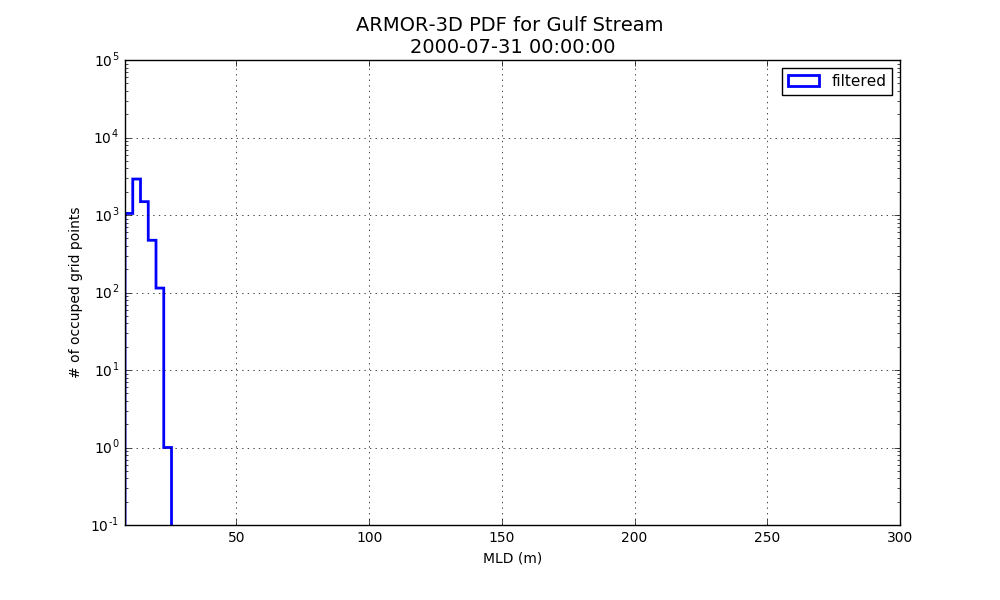 ARMOR-3D PDF for Gulf Stream
2000-07-31 00:00:00
filtered
10^5
10^4
10^3
10^2
10^1
10^0
10^-1
# of occuped grid points
50 100 150 200 250 300
MLD (m)